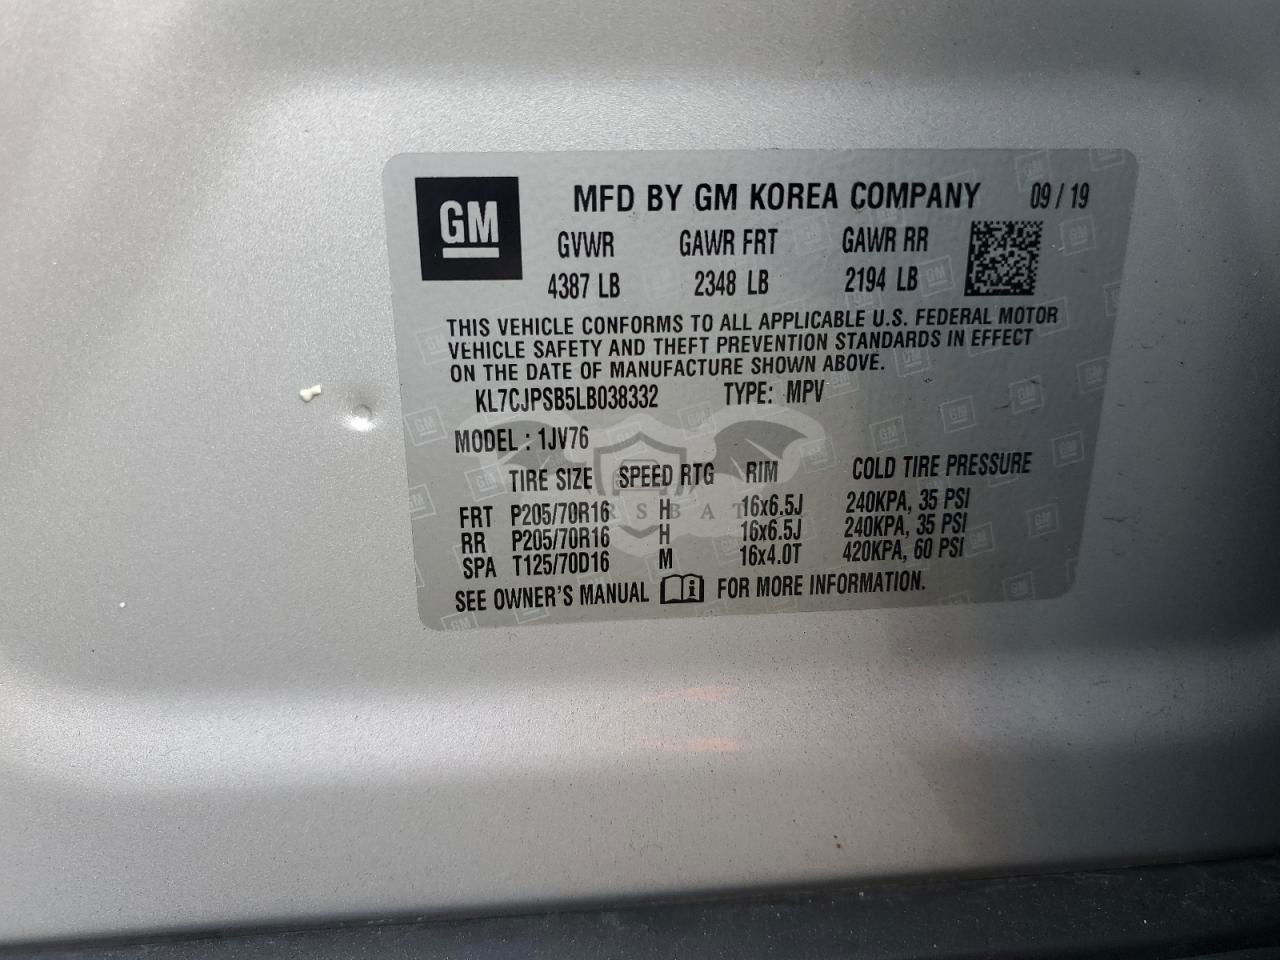 GM MFD BY GM KOREA COMPANY 09 / 19
GVWR GAWR FRT GAWR RR
4387 LB 2348 LB 2194 LB
THIS VEHICLE CONFORMS TO ALL APPLICABLE U.S. FEDERAL MOTOR
VEHICLE SAFETY AND THEFT PREVENTION STANDARDS IN EFFECT
ON THE DATE OF MANUFACTURE SHOWN ABOVE.
KL7CJPSB5LB038332 TYPE: MPV
MODEL : 1JV76
TIRE SIZE SPEED RTG RIM COLD TIRE PRESSURE
FRT P205/70R16 H 16x6.5J 240KPA, 35 PSI
RR P205/70R16 H 16x6.5J 240KPA, 35 PSI
SPA T125/70D16 M 16x4.0T 420KPA, 60 PSI
SEE OWNER'S MANUAL FOR MORE INFORMATION.